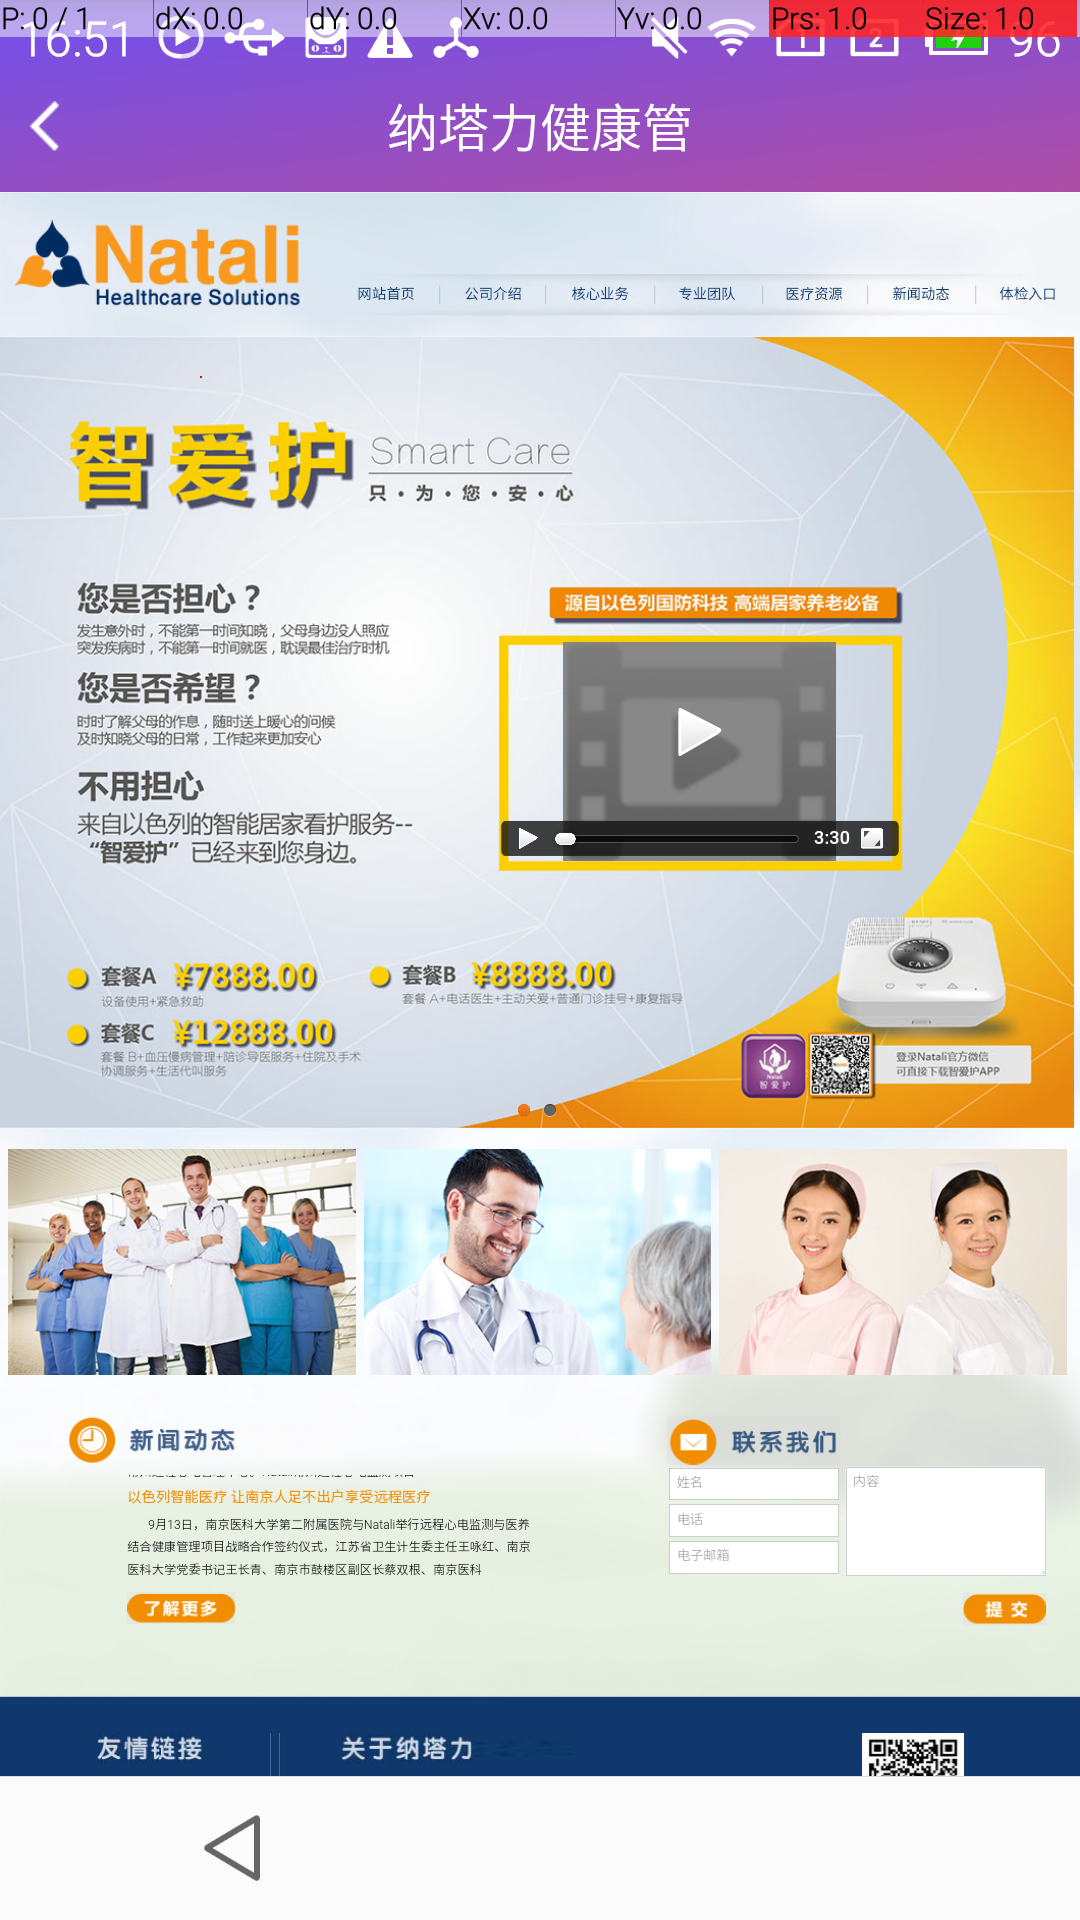 P: 0 / 1 dX: 0.0 dY: 0.0 Xv: 0.0 Yv: 0.0 Prs: 1.0 Size: 1.0
16:51 1 2 96
纳塔力健康管
Natali
Healthcare Solutions
网站首页 公司介绍 核心业务 专业团队 医疗资源 新闻动态 体检入口
智爱护 Smart Care
只·为·您·安·心
您是否担心？
发生意外时，不能第一时间知晓，父母身边没人照应
突发疾病时，不能第一时间就医，耽误最佳治疗时机
您是否希望？
时时了解父母的作息，随时送上暖心的问候
及时知晓父母的日常，工作起来更加安心
不用担心
来自以色列的智能居家看护服务--
“智爱护”已经来到您身边。
源自以色列国防科技 高端居家养老必备
3:30
套餐A ¥7888.00
设备使用+紧急救助
套餐B ¥8888.00
套餐 A+电话医生+主动关爱+普通门诊挂号+康复指导
套餐C ¥12888.00
套餐 B+血压慢病管理+陪诊导医服务+住院及手术
协调服务+生活代叫服务
CALL
Natali
智爱护
登录Natali官方微信
可直接下载智爱护APP
新闻动态
以色列智能医疗 让南京人足不出户享受远程医疗
9月13日，南京医科大学第二附属医院与Natali举行远程心电监测与医养
结合健康管理项目战略合作签约仪式，江苏省卫生计生委主任王咏红、南京
医科大学党委书记王长青、南京市鼓楼区副区长蔡双根、南京医科
了解更多
联系我们
姓名
电话
电子邮箱
内容
提 交
友情链接
关于纳塔力